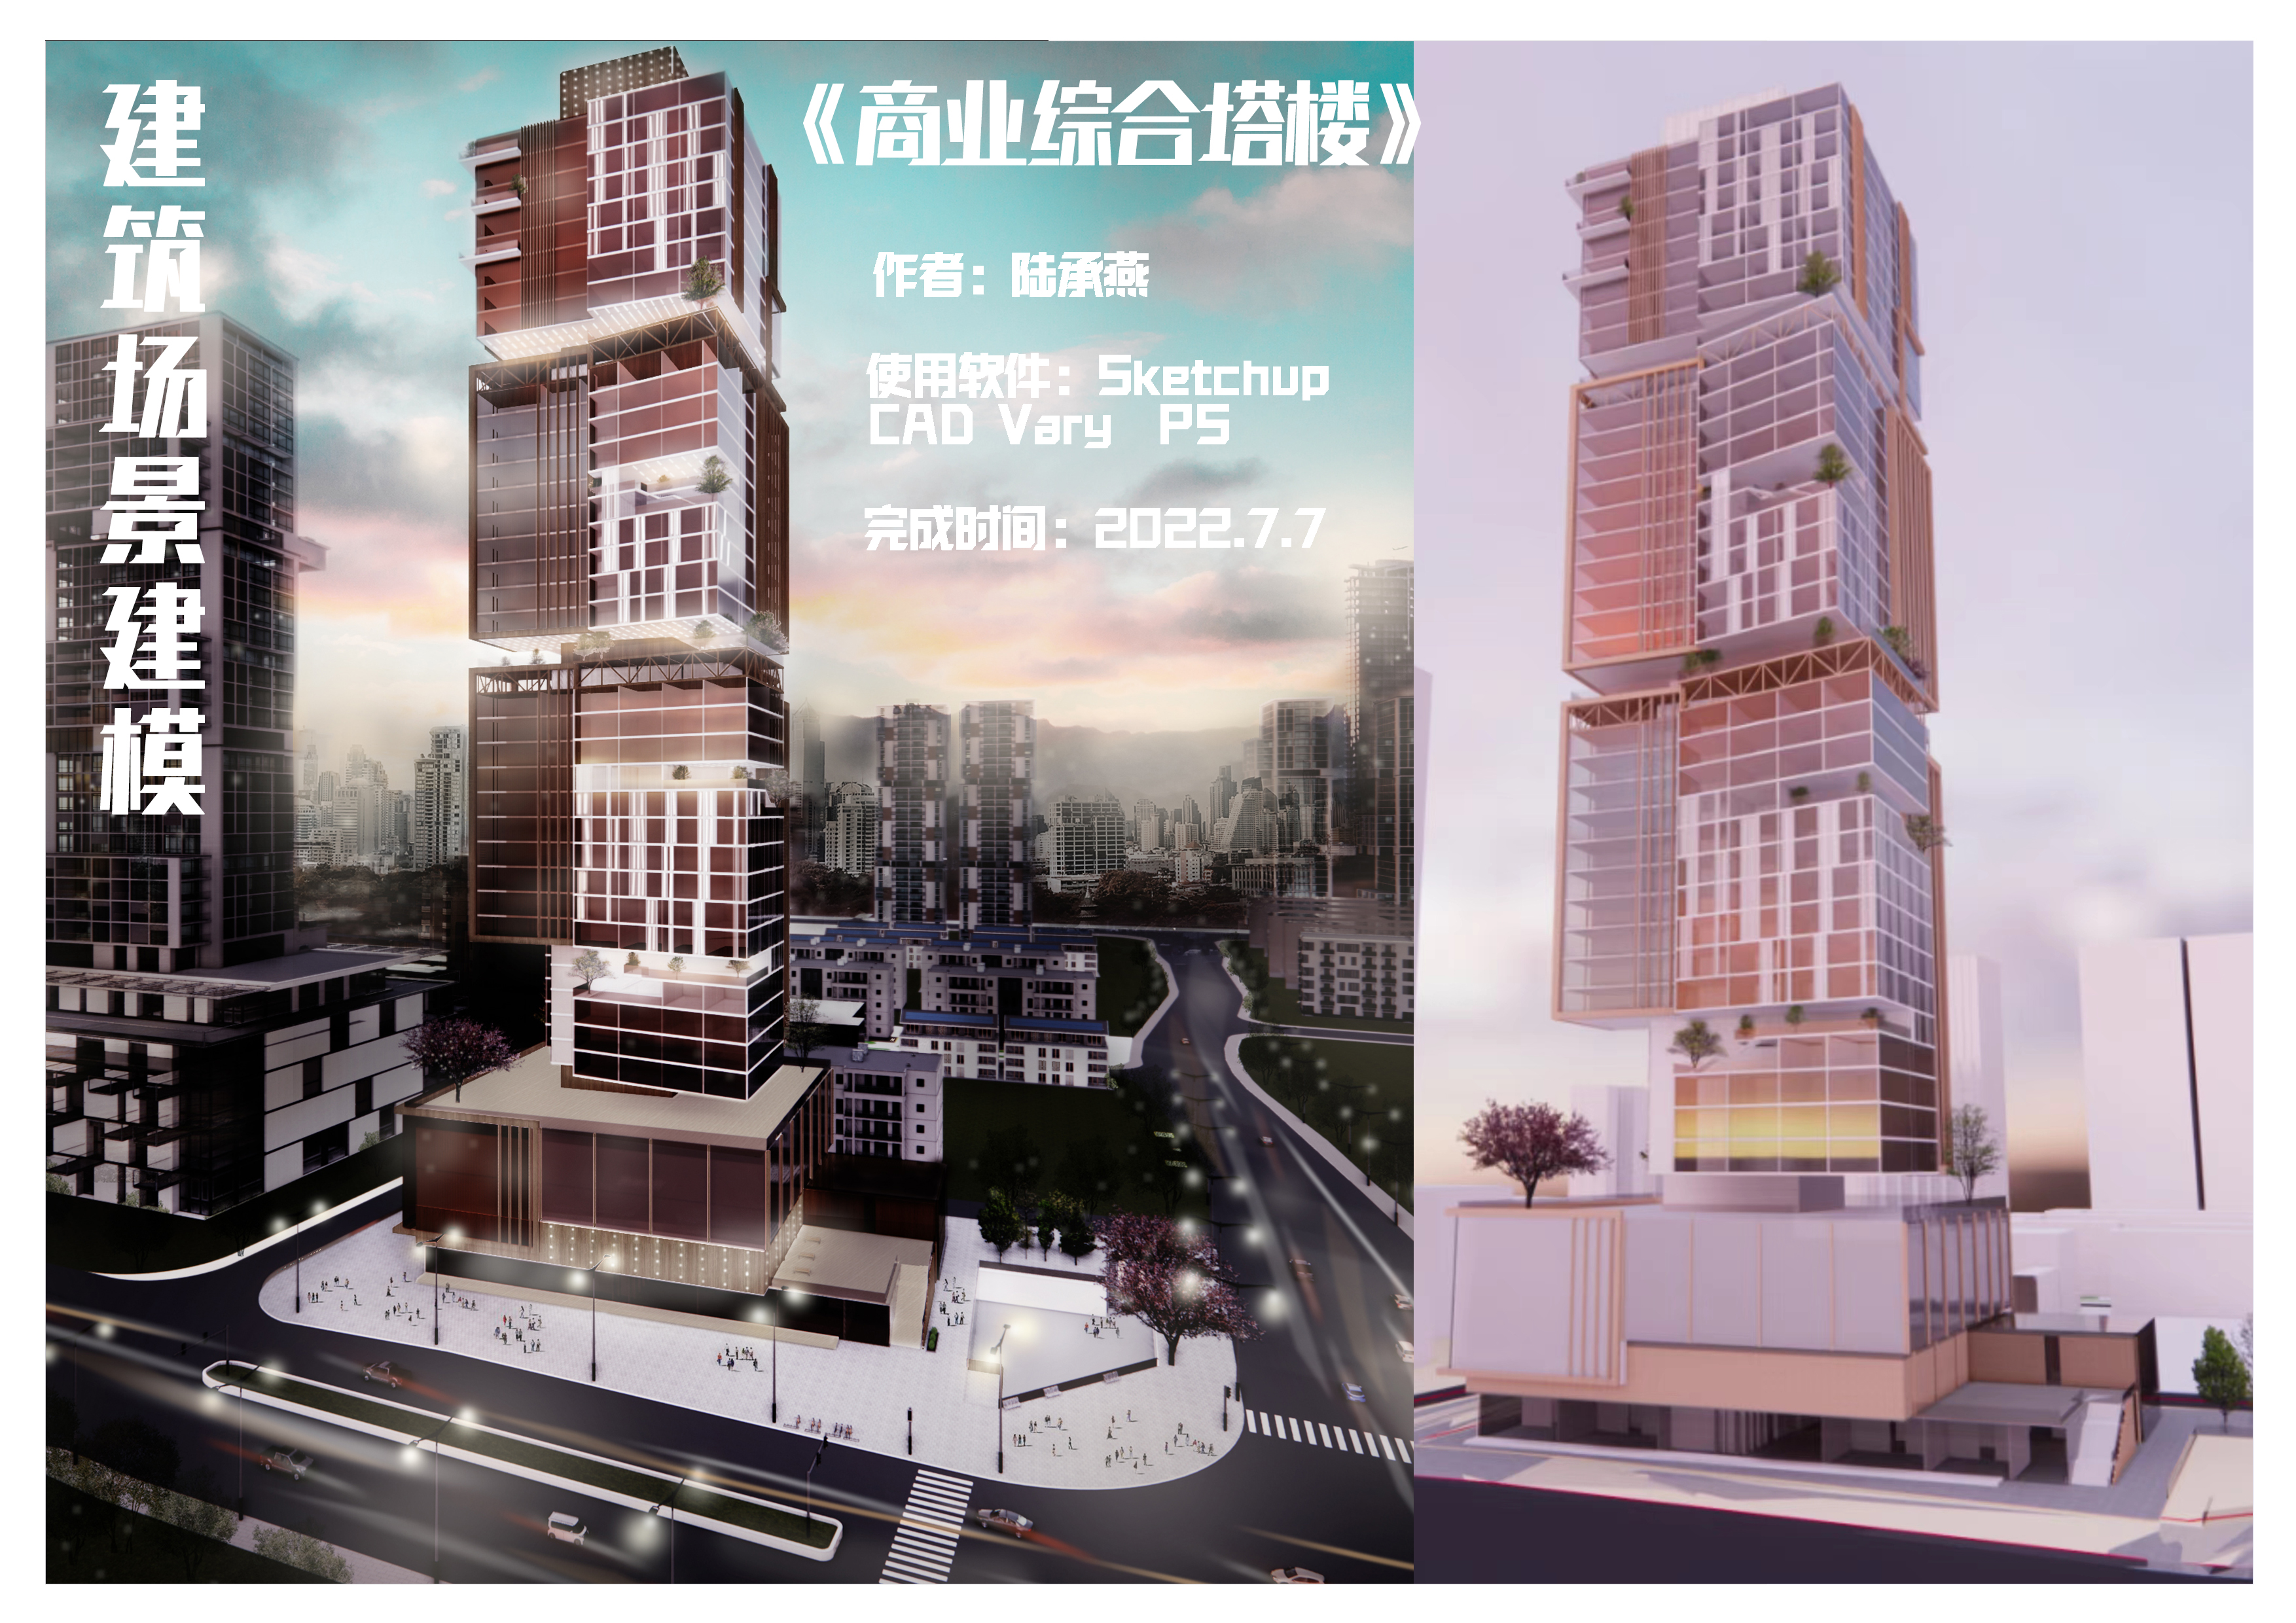 建筑场景建模
《商业综合塔楼》
作者：陆承燕
使用软件：Sketchup
CAD Vary PS
完成时间：2022.7.7